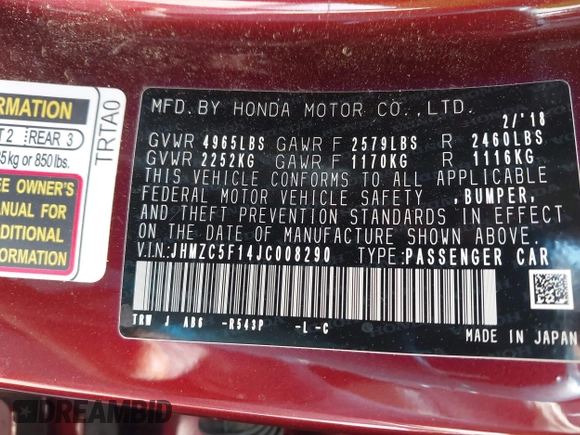 RMATION
T 2 REAR 3
5 kg or 850 lbs.
E OWNER'S
ANUAL FOR
DITIONAL
ORMATION
TRTA0
MFD.BY HONDA MOTOR CO.,LTD.
2/'18
GVWR 4965LBS GAWR F 2579LBS R 2460LBS
GVWR 2252KG GAWR F 1170KG R 1116KG
THIS VEHICLE CONFORMS TO ALL APPLICABLE
FEDERAL MOTOR VEHICLE SAFETY ,BUMPER,
AND THEFT PREVENTION STANDARDS IN EFFECT
ON THE DATE OF MANUFACTURE SHOWN ABOVE.
V.I.N:JHMZC5F14JC008290 TYPE:PASSENGER CAR
TRW J AB6 -R543P -L -C
MADE IN JAPAN
DREAMBID